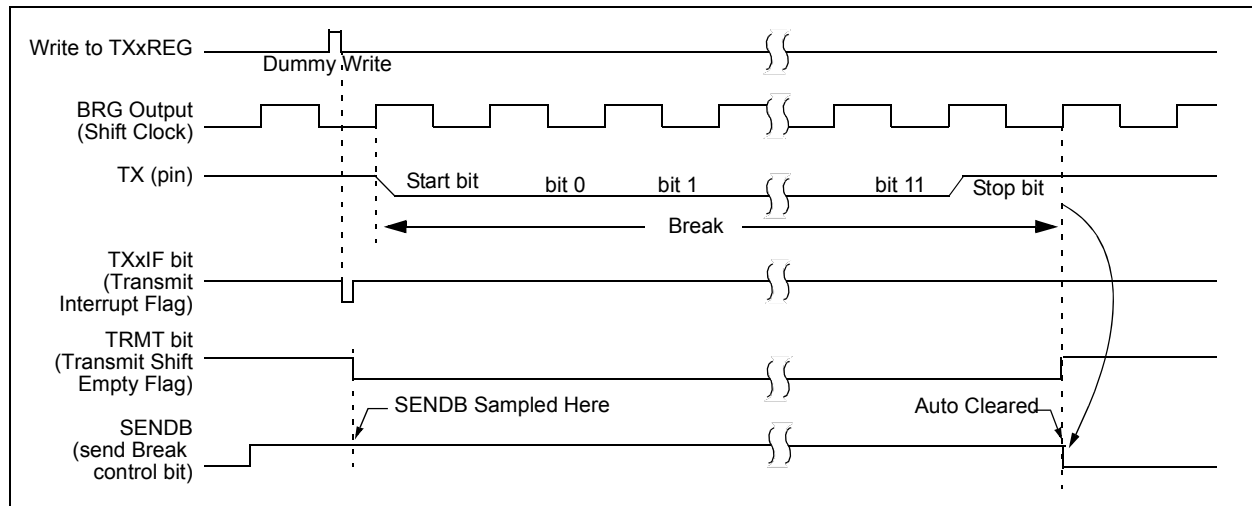 Write to TXxREG
Dummy Write
BRG Output
(Shift Clock)
TX (pin)
Start bit
bit 0
bit 1
bit 11
Stop bit
Break
TXxIF bit
(Transmit
Interrupt Flag)
TRMT bit
(Transmit Shift
Empty Flag)
SENDB Sampled Here
Auto Cleared
SENDB
(send Break
control bit)